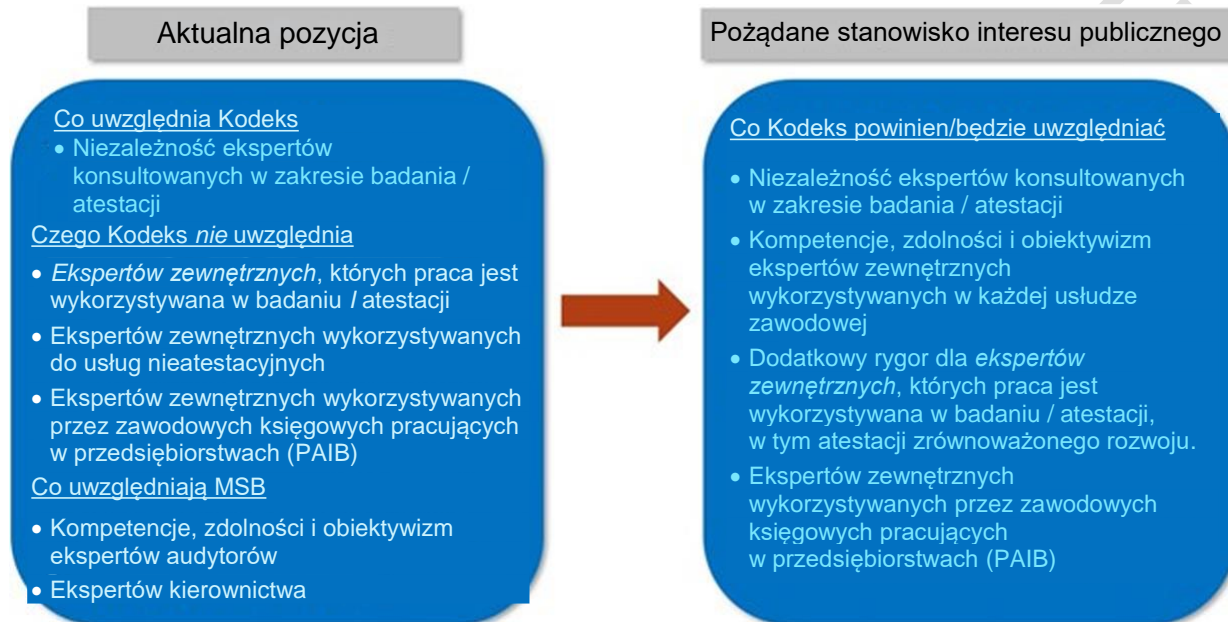 Aktualna pozycja
Co uwzględnia Kodeks
• Niezależność ekspertów
konsultowanych w zakresie badania /
atestacji
Czego Kodeks nie uwzględnia
• Ekspertów zewnętrznych, których praca jest
wykorzystywana w badaniu / atestacji
• Ekspertów zewnętrznych wykorzystywanych
do usług nieatestacyjnych
• Ekspertów zewnętrznych wykorzystywanych
przez zawodowych księgowych pracujących
w przedsiębiorstwach (PAIB)
Co uwzględniają MSB
• Kompetencje, zdolności i obiektywizm
ekspertów audytorów
• Ekspertów kierownictwa
Pożądane stanowisko interesu publicznego
Co Kodeks powinien/będzie uwzględniać
• Niezależność ekspertów konsultowanych
w zakresie badania / atestacji
• Kompetencje, zdolności i obiektywizm
ekspertów zewnętrznych
wykorzystywanych w każdej usłudze
zawodowej
• Dodatkowy rygor dla ekspertów
zewnętrznych, których praca jest
wykorzystywana w badaniu / atestacji,
w tym atestacji zrównoważonego rozwoju.
• Ekspertów zewnętrznych
wykorzystywanych przez zawodowych
księgowych pracujących
w przedsiębiorstwach (PAIB)